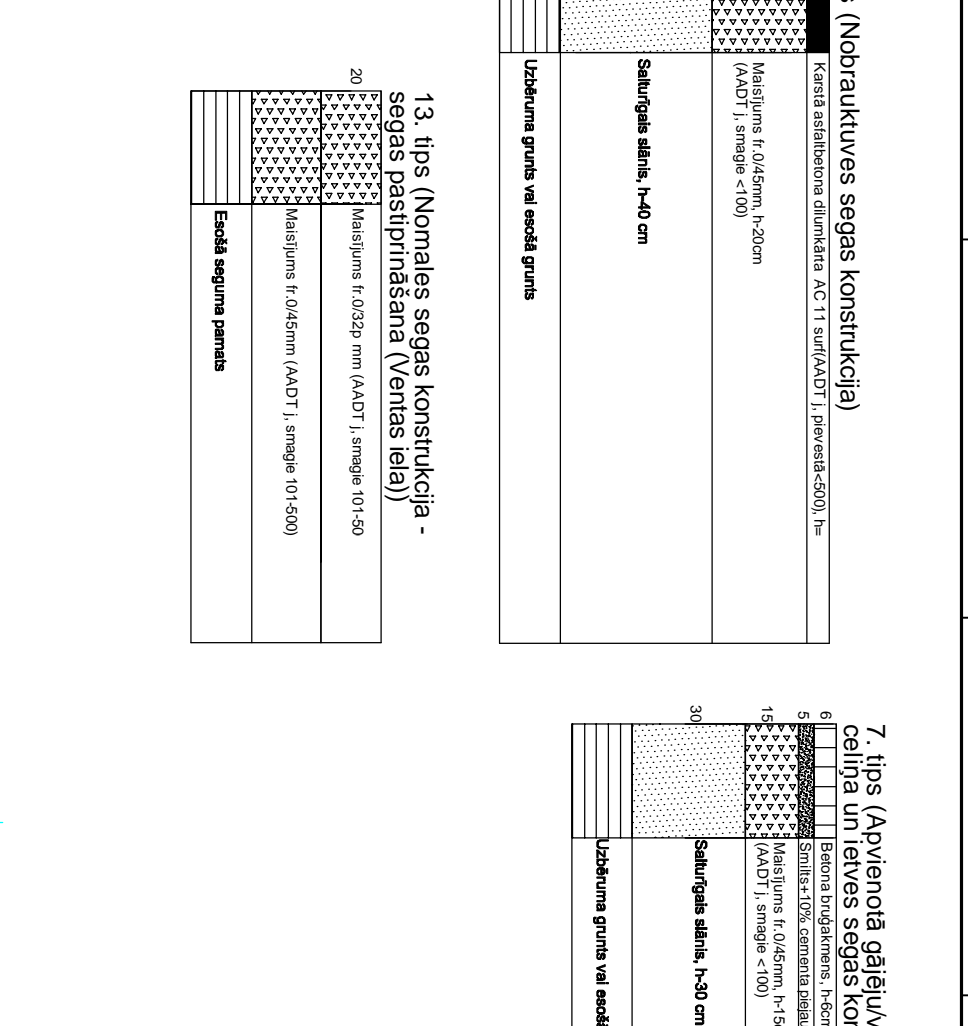 (Nobrauktuves segas konstrukcija)
Karstā asfaltbetona dilumkārta AC 11 surf(AADT j, pievestā<500), h=
Maisījums fr.0/45mm, h-20cm
(AADT j, smagie <100)
Salturīgais slānis, h-40 cm
Uzbēruma grunts vai esošā grunts
13. tips (Nomales segas konstrukcija -
segas pastiprināšana (Ventas iela))
20
Maisījums fr.0/32p mm (AADT j, smagie 101-50
Maisījums fr.0/45mm (AADT j, smagie 101-500)
Esošā seguma pamats
7. tips (Apvienotā gājēju/v
celiņa un ietves segas kon
6
Betona bruģakmens, h-6cm
5
Smilts+10% cementa piejau
15
Maisījums fr.0/45mm, h-15
(AADT j, smagie <100)
30
Salturīgais slānis, h-30 cm
Uzbēruma grunts vai esošā